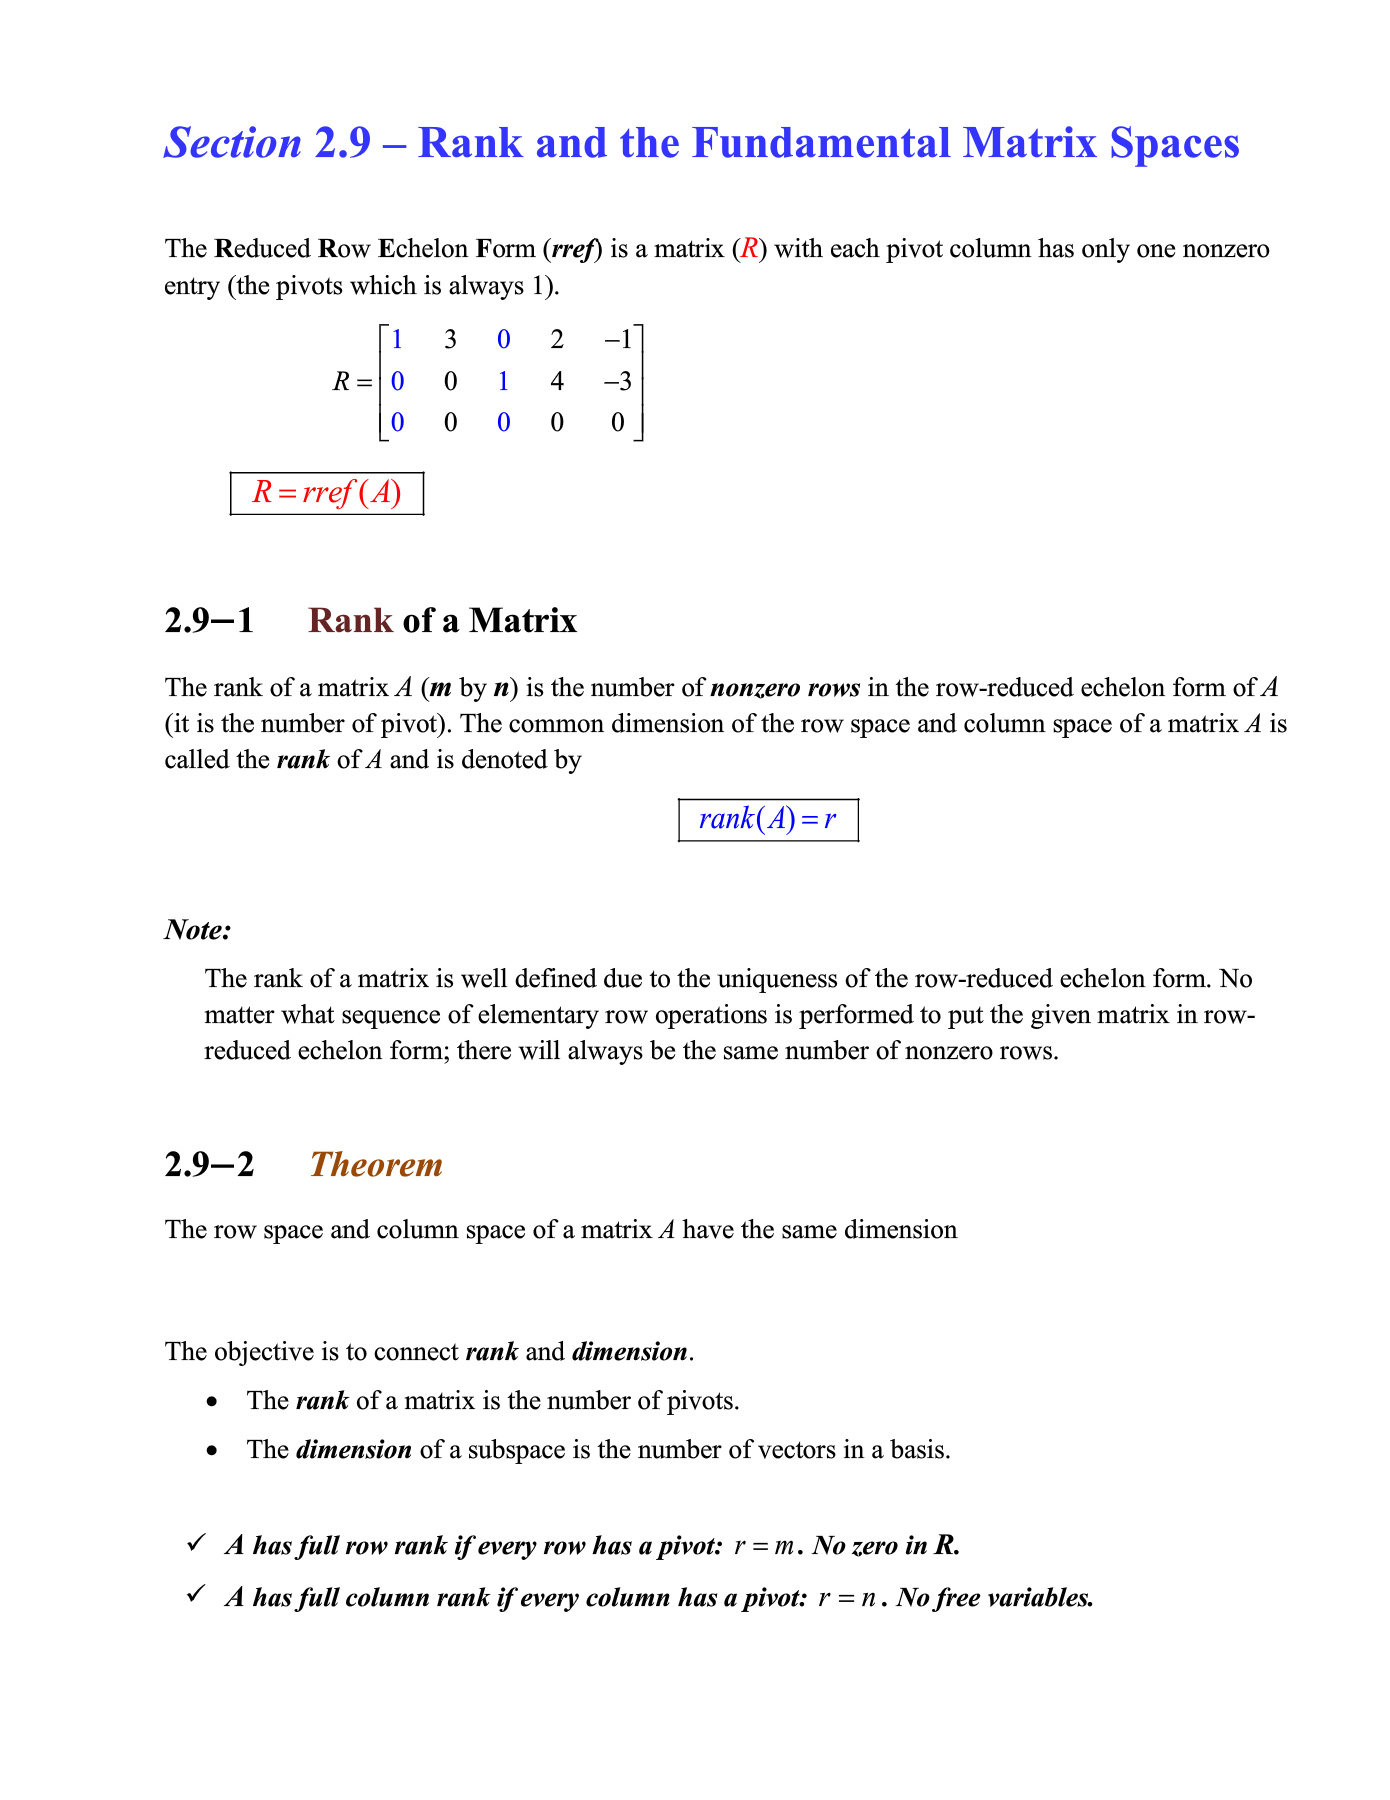 Section 2.9 – Rank and the Fundamental Matrix Spaces
The Reduced Row Echelon Form (rref) is a matrix (R) with each pivot column has only one nonzero
entry (the pivots which is always 1).
1 3 0 2 −1
R = 0 0 1 4 −3
0 0 0 0 0
R = rref(A)
2.9−1 Rank of a Matrix
The rank of a matrix A (m by n) is the number of nonzero rows in the row-reduced echelon form of A
(it is the number of pivot). The common dimension of the row space and column space of a matrix A is
called the rank of A and is denoted by
rank(A) = r
Note:
The rank of a matrix is well defined due to the uniqueness of the row-reduced echelon form. No
matter what sequence of elementary row operations is performed to put the given matrix in row-
reduced echelon form; there will always be the same number of nonzero rows.
2.9−2 Theorem
The row space and column space of a matrix A have the same dimension
The objective is to connect rank and dimension.
• The rank of a matrix is the number of pivots.
• The dimension of a subspace is the number of vectors in a basis.
✓ A has full row rank if every row has a pivot: r = m. No zero in R.
✓ A has full column rank if every column has a pivot: r = n. No free variables.